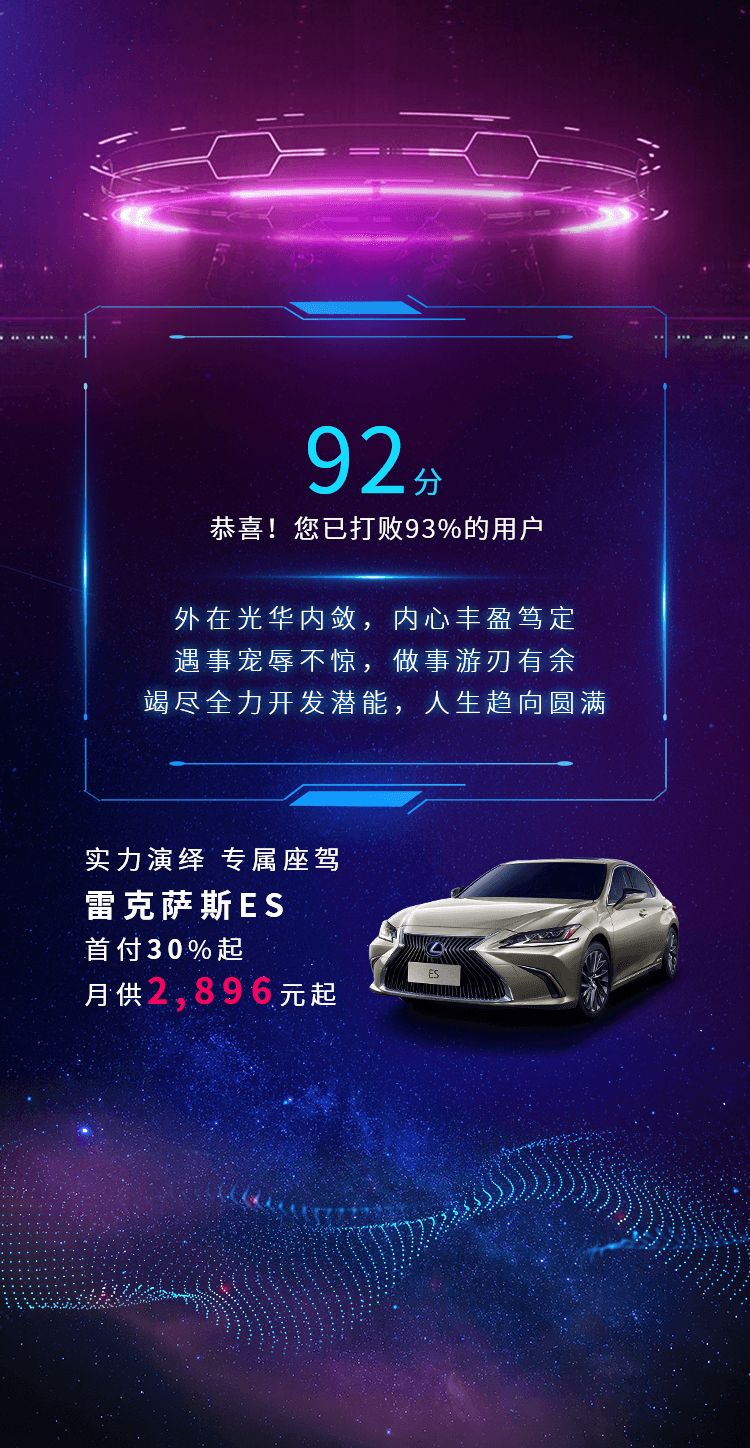 92分
恭喜！您已打败93%的用户
外在光华内敛，内心丰盈笃定
遇事宠辱不惊，做事游刃有余
竭尽全力开发潜能，人生趋向圆满
实力演绎 专属座驾
雷克萨斯ES
首付30%起
月供2,896元起
ES